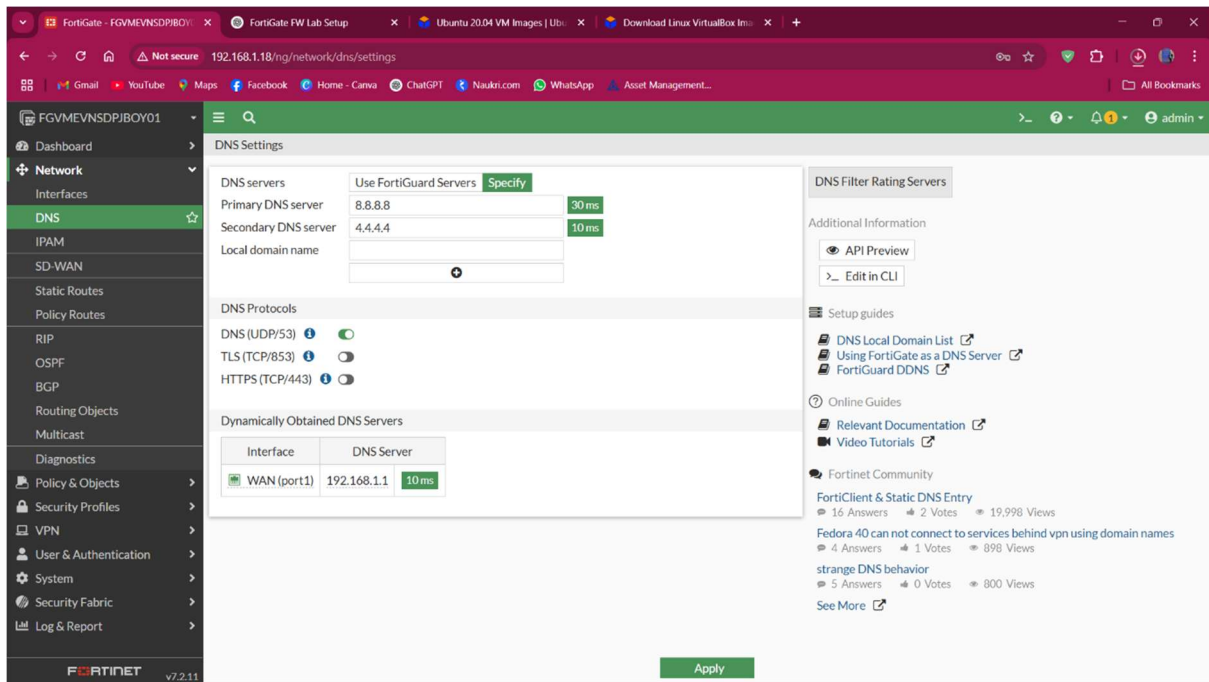 FortiGate - FGVMEVNSDPJBOY
FortiGate FW Lab Setup
Ubuntu 20.04 VM Images | Ubu
Download Linux VirtualBox Ima
Not secure 192.168.1.18/ng/network/dns/settings
Gmail YouTube Maps Facebook Home - Canva ChatGPT Naukri.com WhatsApp Asset Management... All Bookmarks
FGVMEVNSDPJBOY01
>_ ? 1 admin
Dashboard
Network
Interfaces
DNS
IPAM
SD-WAN
Static Routes
Policy Routes
RIP
OSPF
BGP
Routing Objects
Multicast
Diagnostics
Policy & Objects
Security Profiles
VPN
User & Authentication
System
Security Fabric
Log & Report
FORTINET v7.2.11
DNS Settings
DNS servers Use FortiGuard Servers Specify
Primary DNS server 8.8.8.8 30 ms
Secondary DNS server 4.4.4.4 10 ms
Local domain name
DNS Protocols
DNS (UDP/53)
TLS (TCP/853)
HTTPS (TCP/443)
Dynamically Obtained DNS Servers
Interface DNS Server
WAN (port1) 192.168.1.1 10 ms
Apply
DNS Filter Rating Servers
Additional Information
API Preview
>_ Edit in CLI
Setup guides
DNS Local Domain List
Using FortiGate as a DNS Server
FortiGuard DDNS
Online Guides
Relevant Documentation
Video Tutorials
Fortinet Community
FortiClient & Static DNS Entry
16 Answers 2 Votes 19,998 Views
Fedora 40 can not connect to services behind vpn using domain names
4 Answers 1 Votes 898 Views
strange DNS behavior
5 Answers 0 Votes 800 Views
See More